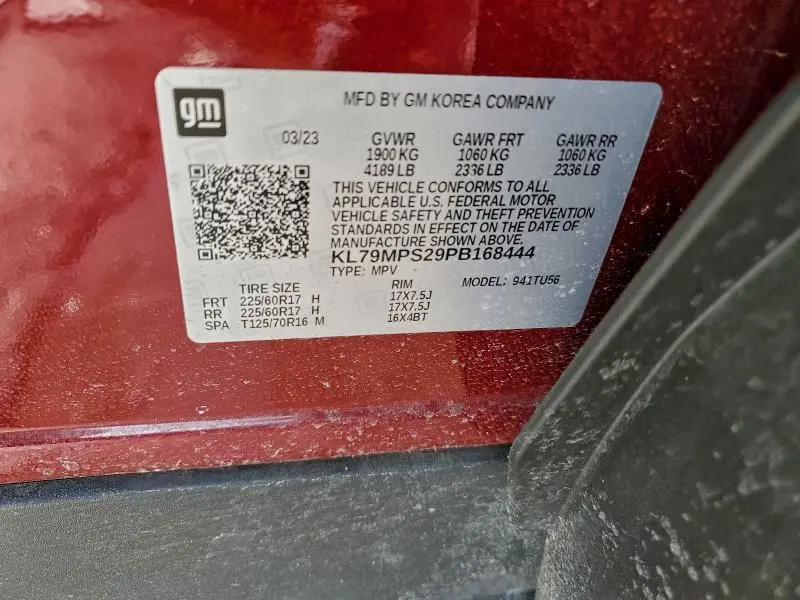 gm
MFD BY GM KOREA COMPANY
03/23 GVWR GAWR FRT GAWR RR
1900 KG 1060 KG 1060 KG
4189 LB 2336 LB 2336 LB
THIS VEHICLE CONFORMS TO ALL
APPLICABLE U.S. FEDERAL MOTOR
VEHICLE SAFETY AND THEFT PREVENTION
STANDARDS IN EFFECT ON THE DATE OF
MANUFACTURE SHOWN ABOVE.
KL79MPS29PB168444
TYPE: MPV MODEL: 941TU56
TIRE SIZE RIM
FRT 225/60R17 H 17X7.5J
RR 225/60R17 H 17X7.5J
SPA T125/70R16 M 16X4BT